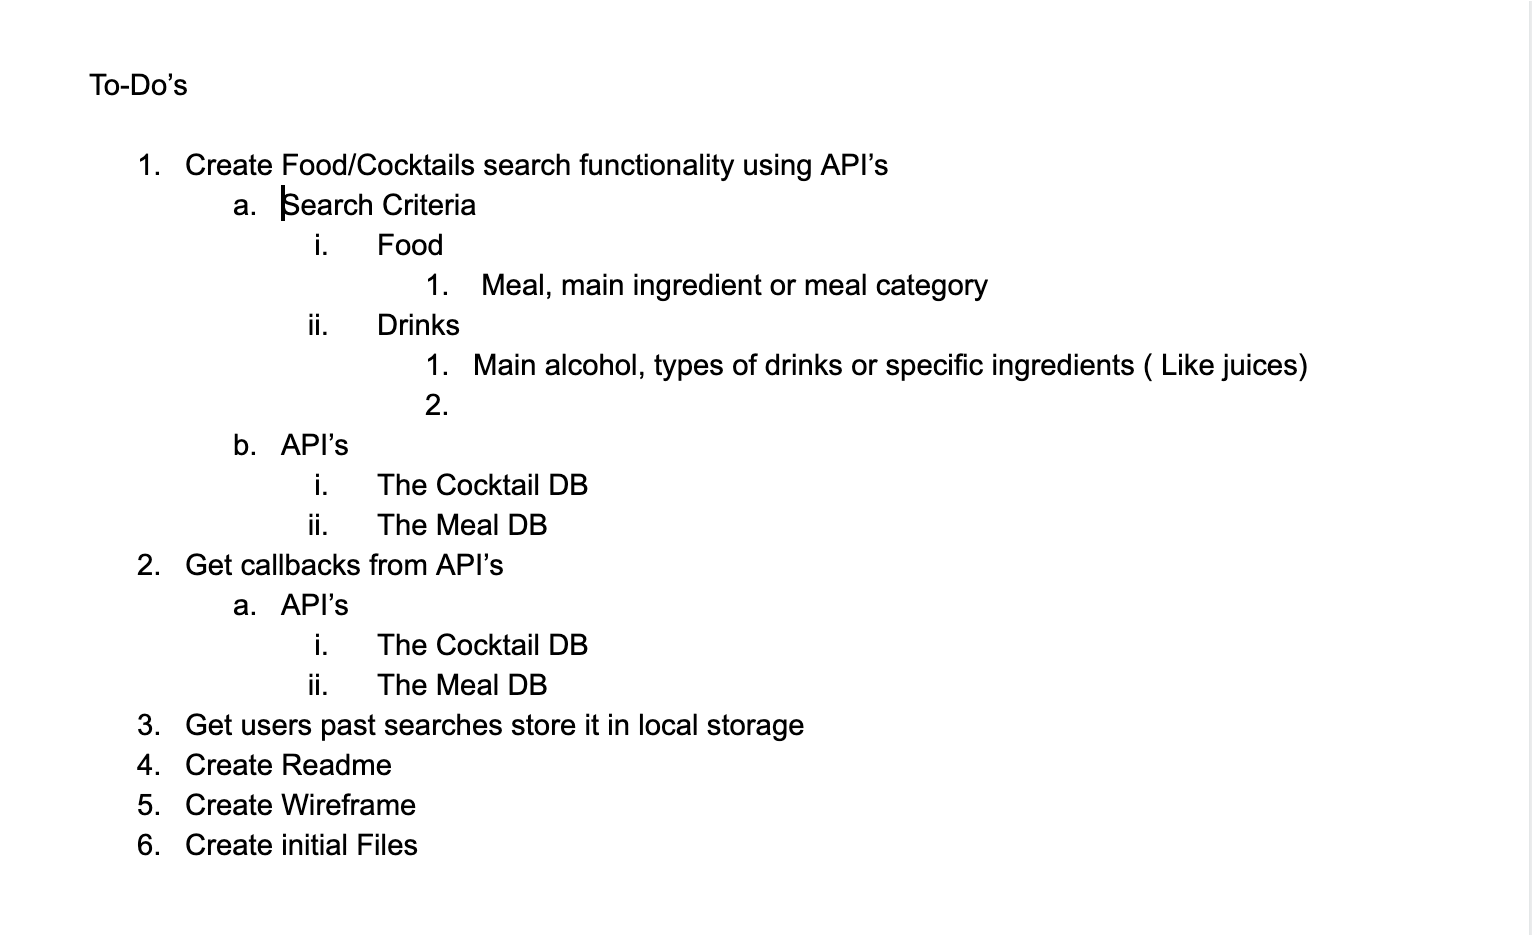 To-Do’s
1. Create Food/Cocktails search functionality using API’s
a. Search Criteria
i. Food
1. Meal, main ingredient or meal category
ii. Drinks
1. Main alcohol, types of drinks or specific ingredients ( Like juices)
2.
b. API’s
i. The Cocktail DB
ii. The Meal DB
2. Get callbacks from API’s
a. API’s
i. The Cocktail DB
ii. The Meal DB
3. Get users past searches store it in local storage
4. Create Readme
5. Create Wireframe
6. Create initial Files